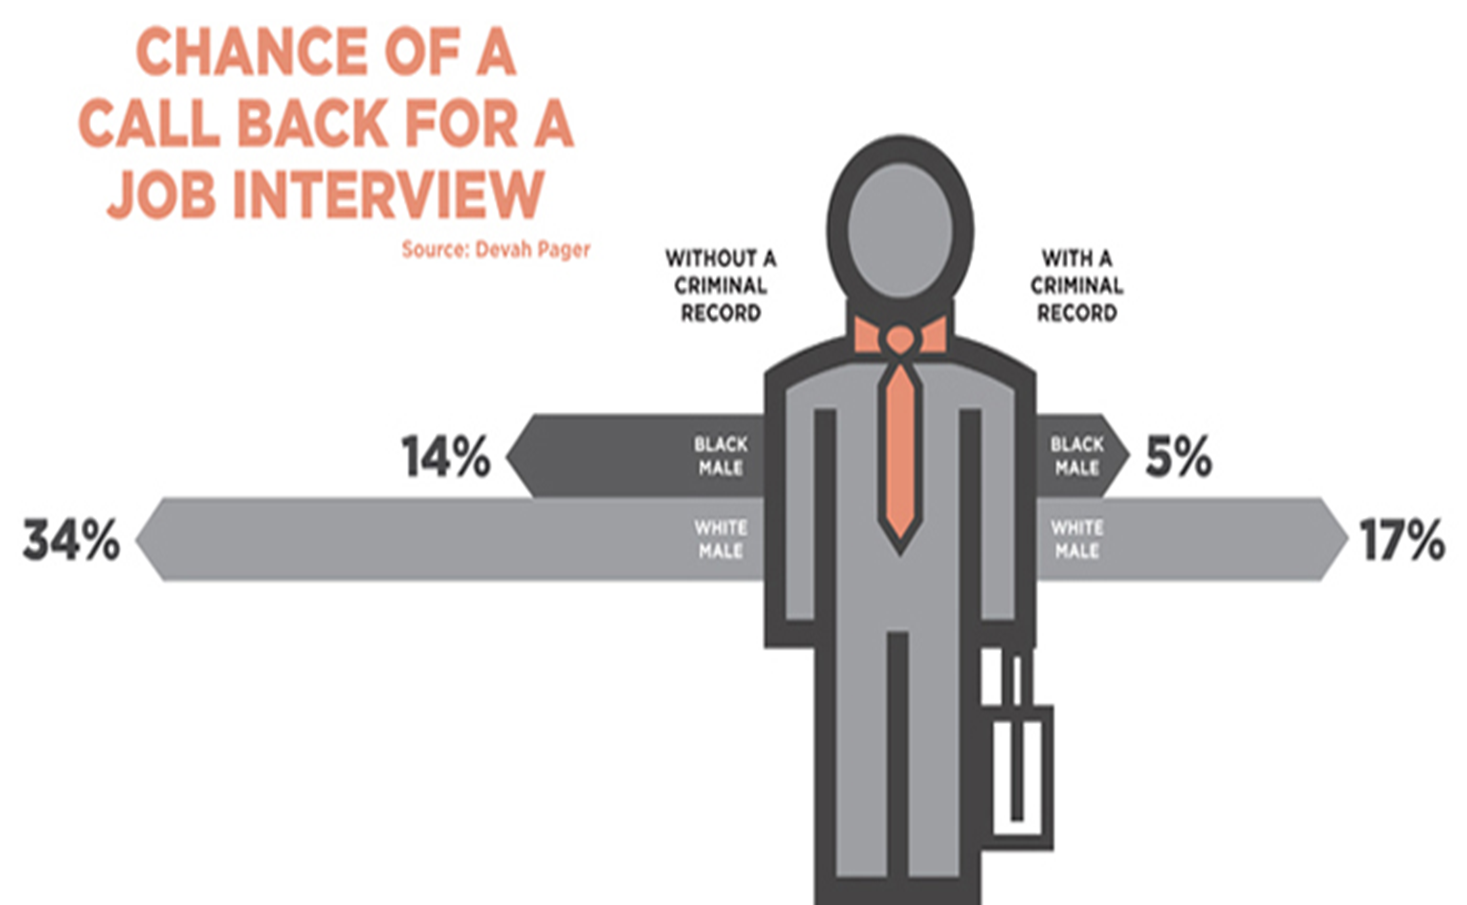 CHANCE OF A
CALL BACK FOR A
JOB INTERVIEW
Source: Devah Pager
WITHOUT A
CRIMINAL
RECORD
WITH A
CRIMINAL
RECORD
14%
BLACK
MALE
BLACK
MALE
5%
34%
WHITE
MALE
WHITE
MALE
17%